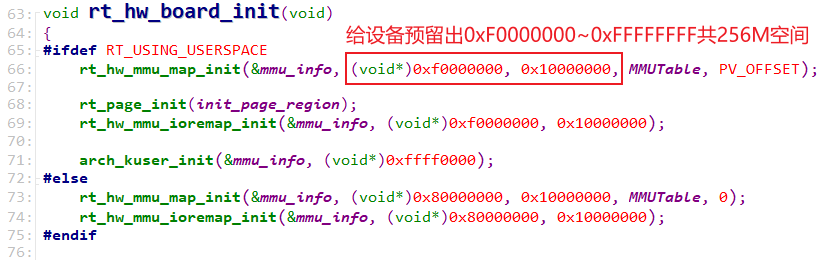 63: void rt_hw_board_init(void)
64: {
给设备预留出0xF0000000~0xFFFFFFFF共256M空间
65: #ifdef RT_USING_USERSPACE
66: rt_hw_mmu_map_init(&mmu_info, (void*)0xf0000000, 0x10000000, MMUTable, PV_OFFSET);
67:
68: rt_page_init(init_page_region);
69: rt_hw_mmu_ioremap_init(&mmu_info, (void*)0xf0000000, 0x10000000);
70:
71: arch_kuser_init(&mmu_info, (void*)0xffff0000);
72: #else
73: rt_hw_mmu_map_init(&mmu_info, (void*)0x80000000, 0x10000000, MMUTable, 0);
74: rt_hw_mmu_ioremap_init(&mmu_info, (void*)0x80000000, 0x10000000);
75: #endif
76: